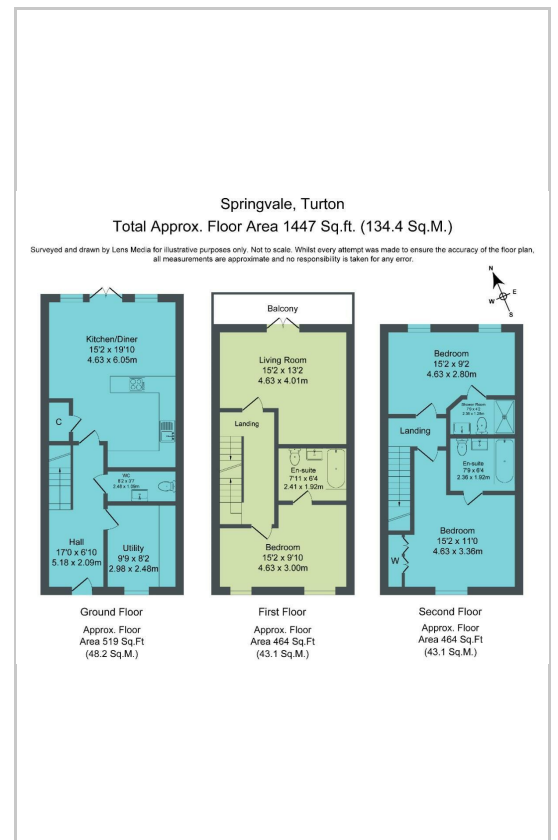 Springvale, Turton
Total Approx. Floor Area 1447 Sq.ft. (134.4 Sq.M.)
Surveyed and drawn by Lens Media for illustrative purposes only. Not to scale. Whilst every attempt was made to ensure the accuracy of the floor plan,
all measurements are approximate and no responsibility is taken for any error.
N
E
W
S
Kitchen/Diner
15'2 x 19'10
4.63 x 6.05m
C
WC
Hall
17'0 x 6'10
5.18 x 2.09m
Utility
9'9 x 8'2
2.98 x 2.48m
Ground Floor
Approx. Floor
Area 519 Sq.Ft
(48.2 Sq.M.)
Balcony
Living Room
15'2 x 13'2
4.63 x 4.01m
Landing
En-suite
7'11 x 6'4
2.41 x 1.92m
Bedroom
15'2 x 9'10
4.63 x 3.00m
First Floor
Approx. Floor
Area 464 Sq.Ft
(43.1 Sq.M.)
Bedroom
15'2 x 9'2
4.63 x 2.80m
Shower Room
Landing
En-suite
7'9 x 6'4
2.36 x 1.92m
Bedroom
15'2 x 11'0
4.63 x 3.36m
W
Second Floor
Approx. Floor
Area 464 Sq.Ft
(43.1 Sq.M.)